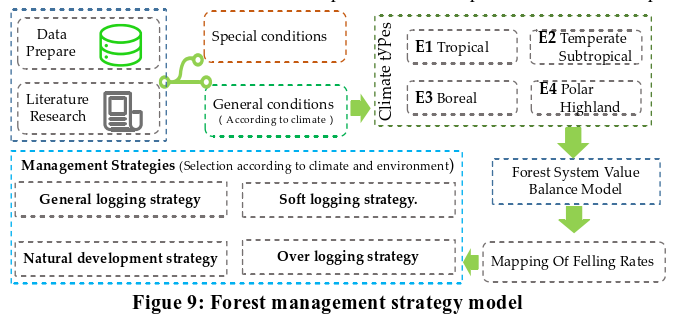 Data
Prepare
Literature
Research
Special conditions
General conditions
( According to climate )
Climate types
E1 Tropical
E2 Temperate
Subtropical
E3 Boreal
E4 Polar
Highland
Management Strategies (Selection according to climate and environment)
General logging strategy
Soft logging strategy.
Natural development strategy
Over logging strategy
Forest System Value
Balance Model
Mapping Of Felling Rates
Figue 9: Forest management strategy model